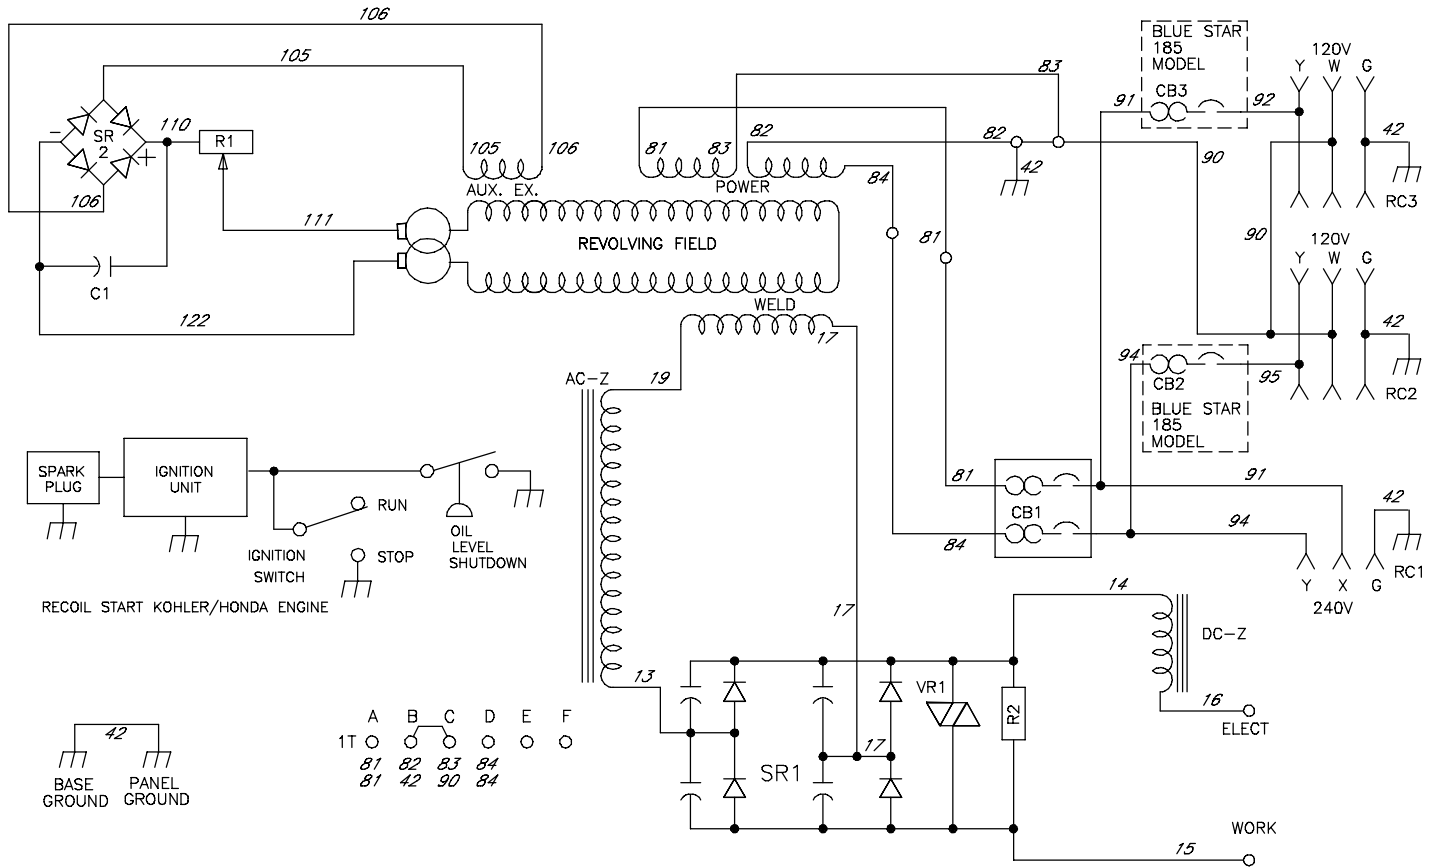 106
BLUE STAR
185
MODEL
120V
Y W G
105
83
CB3
91
92
SR
2
-
+
110
R1
82
82
42
105
106
81
83
84
42
90
106
AUX. EX.
POWER
RC3
111
81
90
REVOLVING FIELD
120V
Y W G
C1
122
WELD
17
42
94
CB2
95
BLUE STAR
185
MODEL
RC2
AC-Z
19
SPARK
PLUG
IGNITION
UNIT
RUN
OIL
LEVEL
SHUTDOWN
IGNITION
SWITCH
STOP
RECOIL START KOHLER/HONDA ENGINE
81
CB1
84
91
94
42
RC1
Y X G
240V
14
17
DC-Z
13
VR1
R2
16
ELECT
17
SR1
42
BASE
GROUND
PANEL
GROUND
A B C D E F
1T
81 82 83 84
81 42 90 84
WORK
15